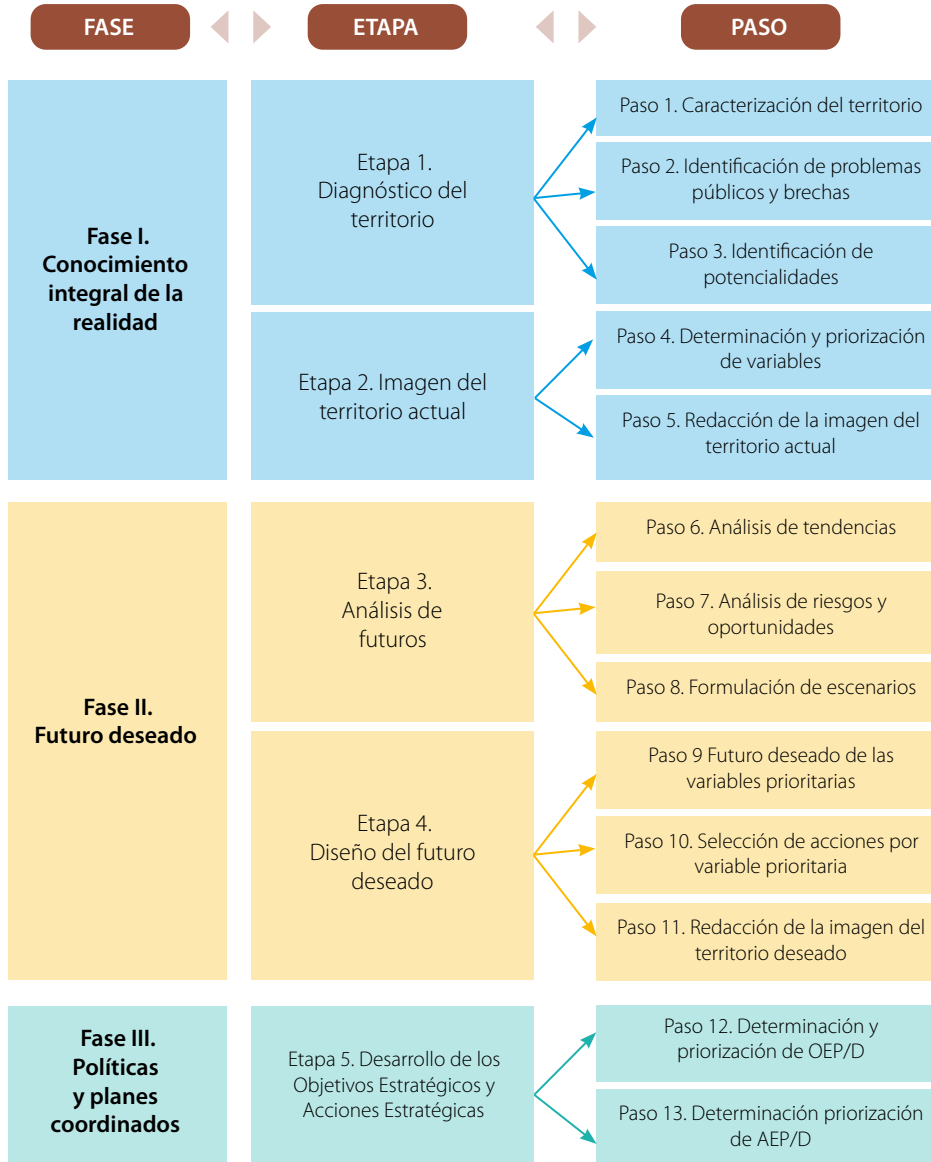 FASE
ETAPA
PASO
Fase I.
Conocimiento
integral de la
realidad
Etapa 1.
Diagnóstico del
territorio
Paso 1. Caracterización del territorio
Paso 2. Identificación de problemas
públicos y brechas
Paso 3. Identificación de
potencialidades
Etapa 2. Imagen del
territorio actual
Paso 4. Determinación y priorización
de variables
Paso 5. Redacción de la imagen del
territorio actual
Fase II.
Futuro deseado
Etapa 3.
Análisis de
futuros
Paso 6. Análisis de tendencias
Paso 7. Análisis de riesgos y
oportunidades
Paso 8. Formulación de escenarios
Etapa 4.
Diseño del futuro
deseado
Paso 9 Futuro deseado de las
variables prioritarias
Paso 10. Selección de acciones por
variable prioritaria
Paso 11. Redacción de la imagen del
territorio deseado
Fase III.
Políticas
y planes
coordinados
Etapa 5. Desarrollo de los
Objetivos Estratégicos y
Acciones Estratégicas
Paso 12. Determinación y
priorización de OEP/D
Paso 13. Determinación priorización
de AEP/D